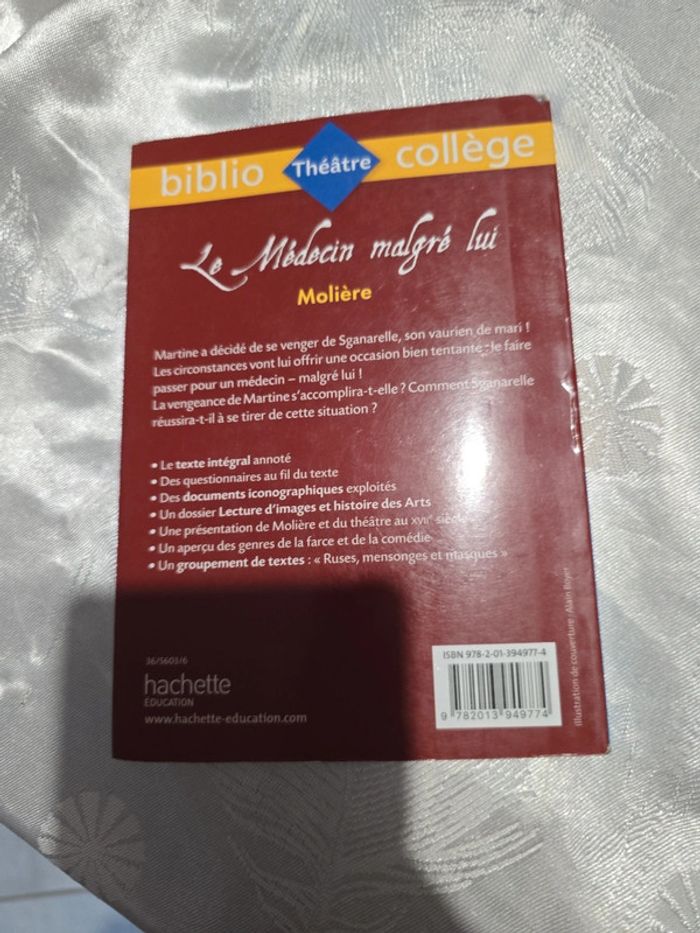 biblio Théâtre collège
Le Médecin malgré lui
Molière
Martine a décidé de se venger de Sganarelle, son vaurien de mari !
Les circonstances vont lui offrir une occasion bien tentante : le faire
passer pour un médecin – malgré lui !
La vengeance de Martine s'accomplira-t-elle ? Comment Sganarelle
réussira-t-il à se tirer de cette situation ?
• Le texte intégral annoté
• Des questionnaires au fil du texte
• Des documents iconographiques exploités
• Un dossier Lecture d'images et histoire des Arts
• Une présentation de Molière et du théâtre au XVIIe siècle
• Un aperçu des genres de la farce et de la comédie
• Un groupement de textes : « Ruses, mensonges et masques »
36/5603/6
hachette
ÉDUCATION
www.hachette-education.com
ISBN 978-2-01-394977-4
9 782013 949774
Illustration de couverture : Alain Boyer